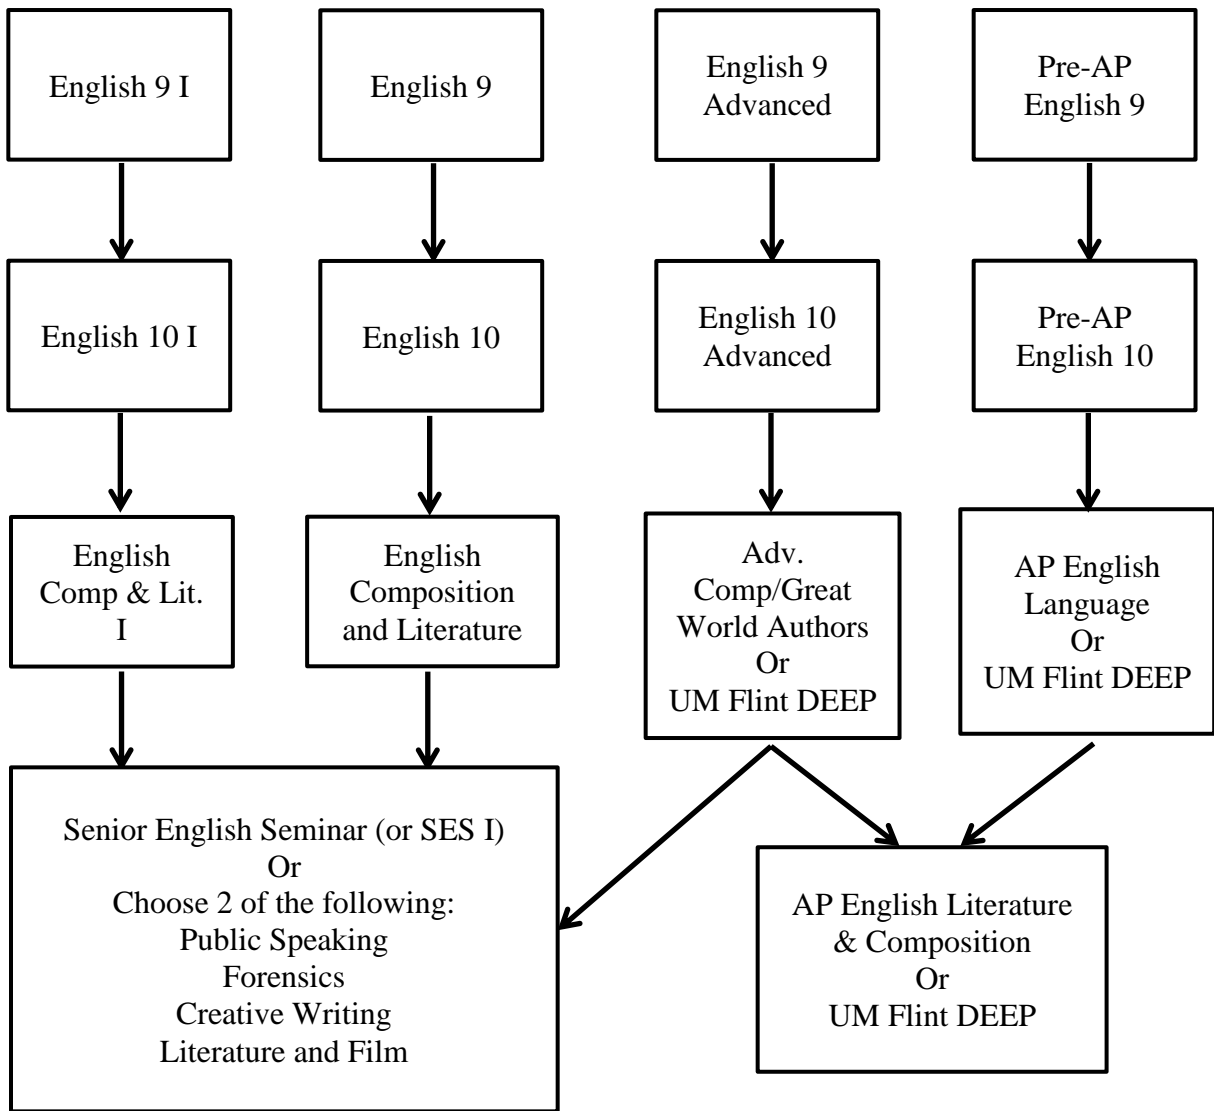 English 9 I
English 9
English 9
Advanced
Pre-AP
English 9
English 10 I
English 10
English 10
Advanced
Pre-AP
English 10
English
Comp & Lit.
I
English
Composition
and Literature
Adv.
Comp/Great
World Authors
Or
UM Flint DEEP
AP English
Language
Or
UM Flint DEEP
Senior English Seminar (or SES I)
Or
Choose 2 of the following:
Public Speaking
Forensics
Creative Writing
Literature and Film
AP English Literature
& Composition
Or
UM Flint DEEP